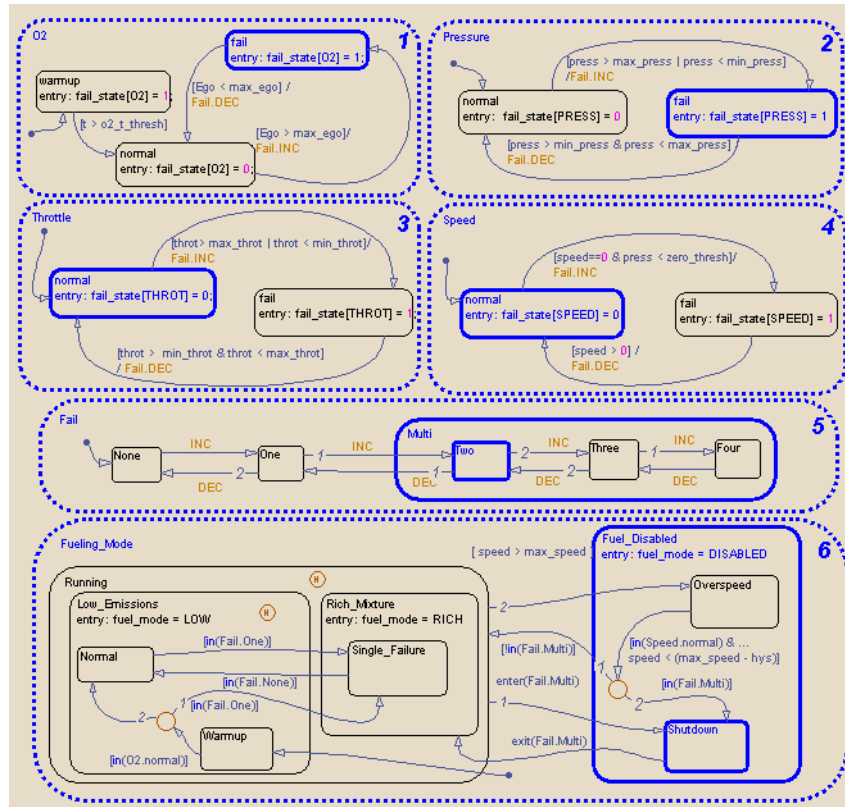 O2
1
fail
entry: fail_state[O2] = 1;
warmup
entry: fail_state[O2] = 1;
[Ego < max_ego] /
Fail.DEC
[t > o2_t_thresh]
[Ego > max_ego]/
Fail.INC
normal
entry: fail_state[O2] = 0;
Pressure
2
[press > max_press | press < min_press]
/Fail.INC
normal
entry: fail_state[PRESS] = 0
fail
entry: fail_state[PRESS] = 1
[press > min_press & press < max_press]
Fail.DEC
Throttle
3
[throt> max_throt | throt < min_throt]/
Fail.INC
normal
entry: fail_state[THROT] = 0;
fail
entry: fail_state[THROT] = 1
[throt > min_throt & throt < max_throt]
/ Fail.DEC
Speed
4
[speed==0 & press < zero_thresh]/
Fail.INC
normal
entry: fail_state[SPEED] = 0
fail
entry: fail_state[SPEED] = 1
[speed > 0] /
Fail.DEC
Fail
5
Multi
None
INC
One
1
INC
Two
2
INC
Three
1
INC
Four
DEC
2
DEC
1
DEC
2
DEC
Fueling_Mode
6
[ speed > max_speed ]
Fuel_Disabled
entry: fuel_mode = DISABLED
Running
H
Low_Emissions
entry: fuel_mode = LOW
H
Rich_Mixture
entry: fuel_mode = RICH
2
Overspeed
[in(Fail.One)]
Normal
Single_Failure
[in(Fail.None)]
[!in(Fail.Multi)]
[in(Speed.normal) & ...
speed < (max_speed - hys)]
1
enter(Fail.Multi)
[in(Fail.Multi)]
2
1
[in(Fail.One)]
1
2
Warmup
Shutdown
[in(O2.normal)]
exit(Fail.Multi)